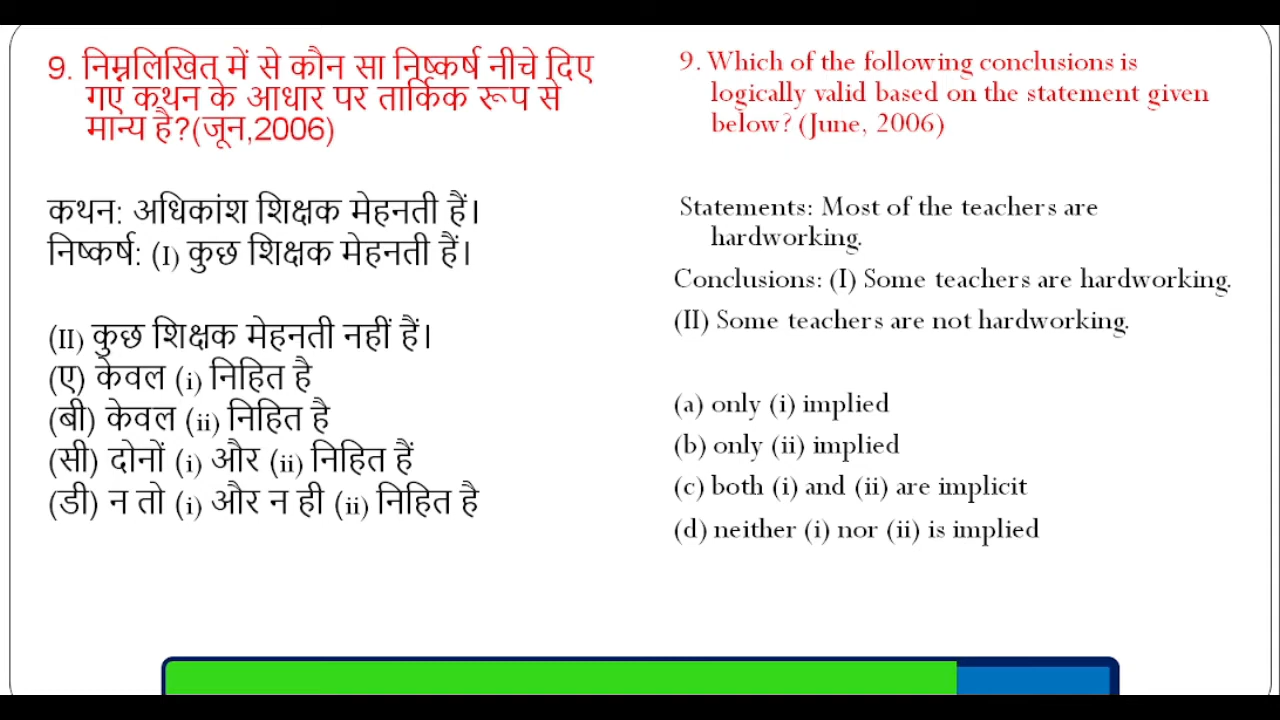 9. निम्नलिखित में से कौन सा निष्कर्ष नीचे दिए
गए कथन के आधार पर तार्किक रूप से
मान्य है?(जून,2006)
कथन: अधिकांश शिक्षक मेहनती हैं।
निष्कर्ष: (I) कुछ शिक्षक मेहनती हैं।
(II) कुछ शिक्षक मेहनती नहीं हैं।
(ए) केवल (i) निहित है
(बी) केवल (ii) निहित है
(सी) दोनों (i) और (ii) निहित हैं
(डी) न तो (i) और न ही (ii) निहित है
9. Which of the following conclusions is
logically valid based on the statement given
below? (June, 2006)
Statements: Most of the teachers are
hardworking.
Conclusions: (I) Some teachers are hardworking.
(II) Some teachers are not hardworking.
(a) only (i) implied
(b) only (ii) implied
(c) both (i) and (ii) are implicit
(d) neither (i) nor (ii) is implied